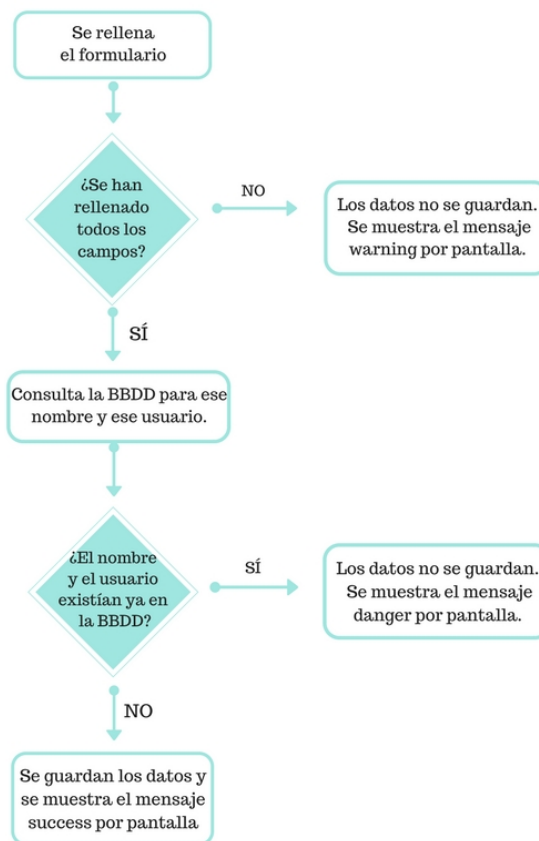 Se rellena
el formulario
¿Se han
rellenado
todos los
campos?
NO
Los datos no se guardan.
Se muestra el mensaje
warning por pantalla.
SÍ
Consulta la BBDD para ese
nombre y ese usuario.
¿El nombre
y el usuario
existían ya en
la BBDD?
SÍ
Los datos no se guardan.
Se muestra el mensaje
danger por pantalla.
NO
Se guardan los datos y
se muestra el mensaje
success por pantalla